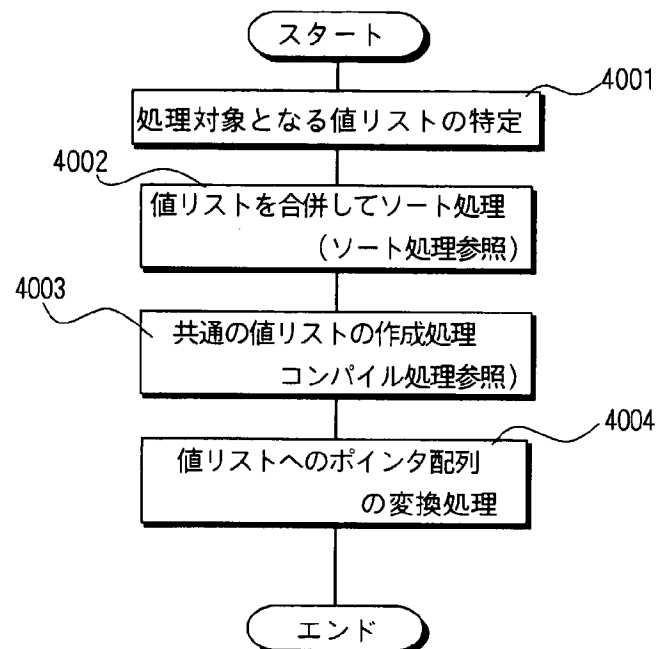 スタート
4001
処理対象となる値リストの特定
4002
値リストを合併してソート処理
(ソート処理参照)
4003
共通の値リストの作成処理
コンパイル処理参照)
4004
値リストへのポインタ配列
の変換処理
エンド